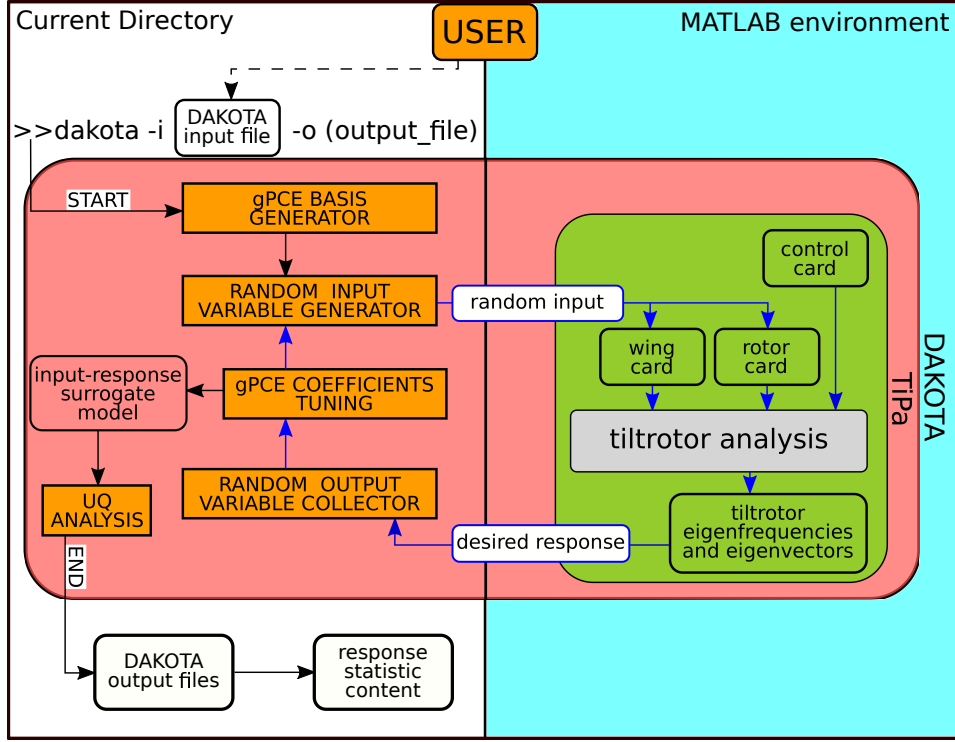 Current Directory
USER
MATLAB environment
DAKOTA
input file
>>dakota -i
-o (output_file)
START
gPCE BASIS
GENERATOR
RANDOM INPUT
VARIABLE GENERATOR
random input
control
card
wing
card
rotor
card
input-response
surrogate
model
gPCE COEFFICIENTS
TUNING
tiltrotor analysis
TiPa
DAKOTA
RANDOM OUTPUT
VARIABLE COLLECTOR
UQ
ANALYSIS
desired response
tiltrotor
eigenfrequencies
and eigenvectors
END
DAKOTA
output files
response
statistic
content